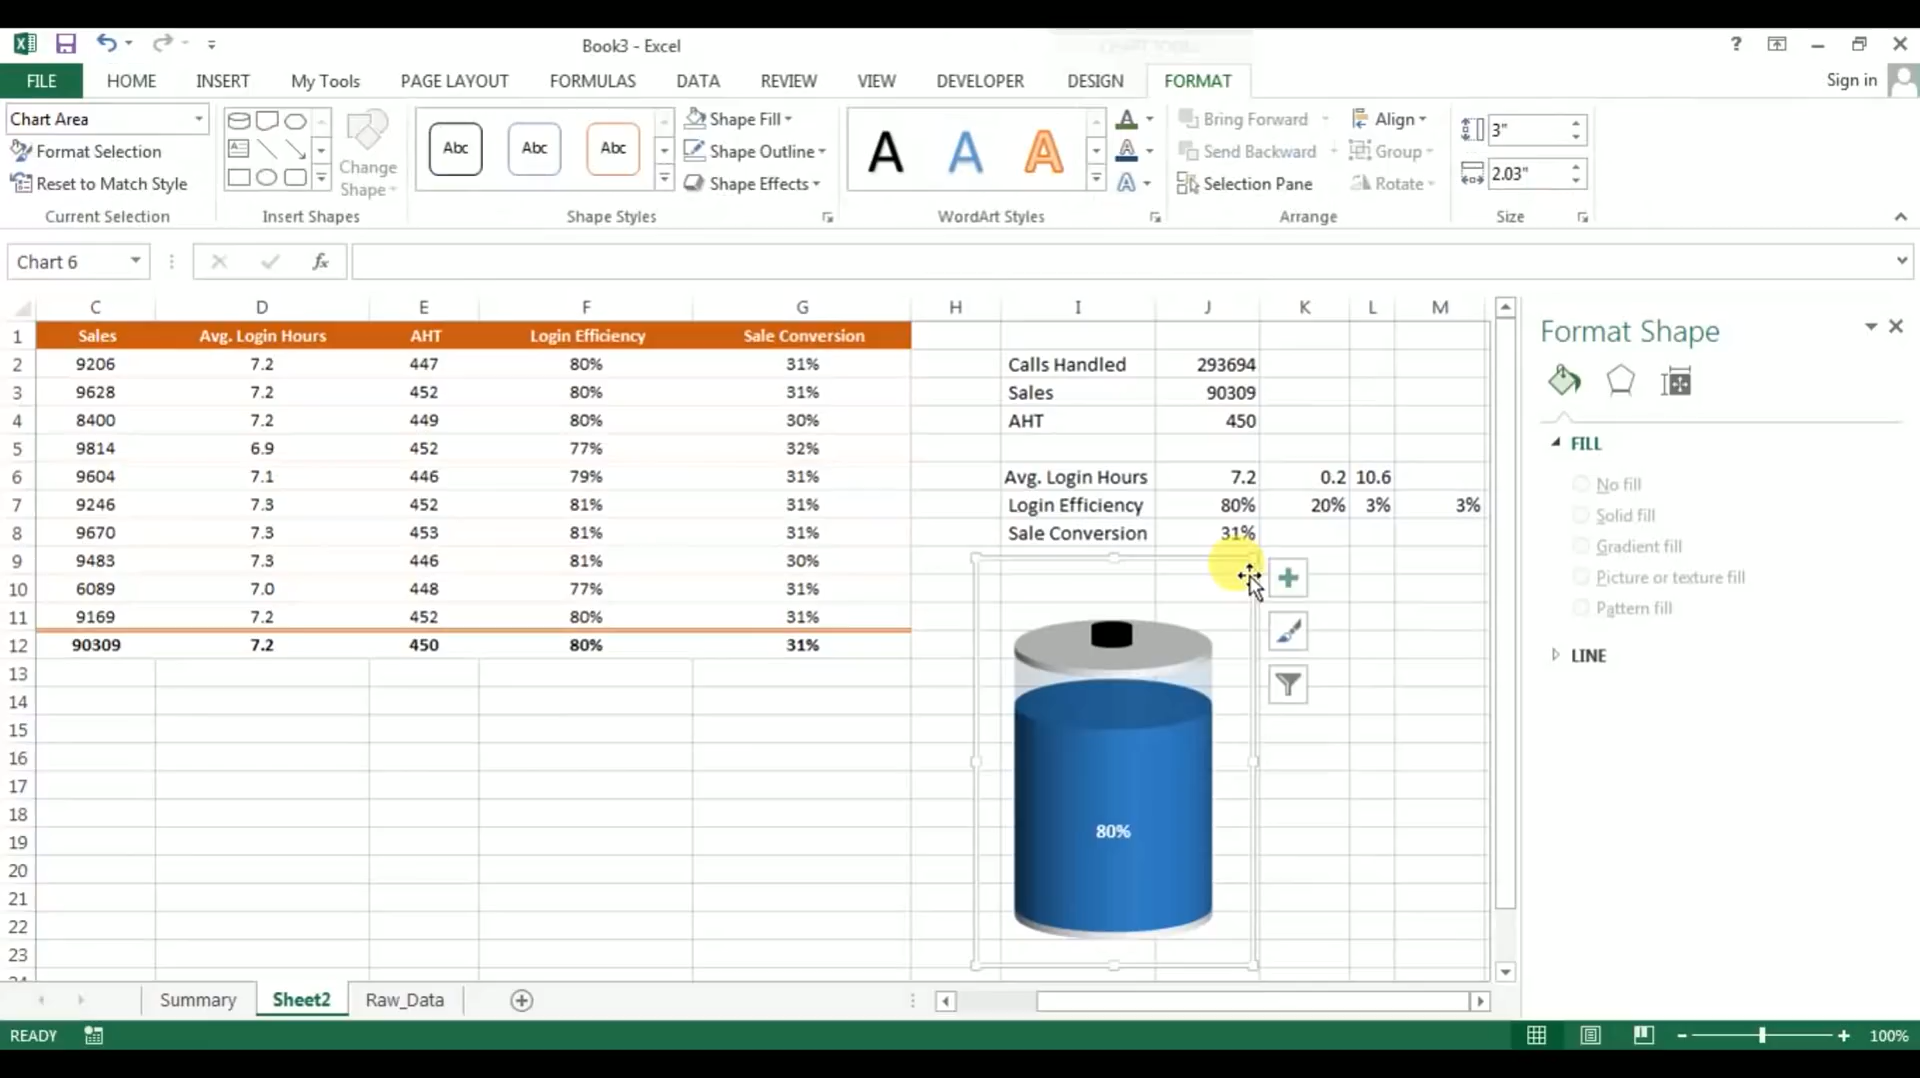 Book3 - Excel
?
FILE HOME INSERT My Tools PAGE LAYOUT FORMULAS DATA REVIEW VIEW DEVELOPER DESIGN FORMAT Sign in
Chart Area
Format Selection
Reset to Match Style
Current Selection
Change
Shape
Insert Shapes
Abc Abc Abc
Shape Fill
Shape Outline
Shape Effects
Shape Styles
A A A
WordArt Styles
Bring Forward
Send Backward
Selection Pane
Align
Group
Rotate
Arrange
3"
2.03"
Size
Chart 6 fx
C D E F G H I J K L M
1 Sales Avg. Login Hours AHT Login Efficiency Sale Conversion
2 9206 7.2 447 80% 31% Calls Handled 293694
3 9628 7.2 452 80% 31% Sales 90309
4 8400 7.2 449 80% 30% AHT 450
5 9814 6.9 452 77% 32%
6 9604 7.1 446 79% 31% Avg. Login Hours 7.2 0.2 10.6
7 9246 7.3 452 81% 31% Login Efficiency 80% 20% 3% 3%
8 9670 7.3 453 81% 31% Sale Conversion 31%
9 9483 7.3 446 81% 30%
10 6089 7.0 448 77% 31%
11 9169 7.2 452 80% 31%
12 90309 7.2 450 80% 31%
13
14
15
16
17
18
19
20
21
22
23
80%
Format Shape
FILL
No fill
Solid fill
Gradient fill
Picture or texture fill
Pattern fill
LINE
Summary Sheet2 Raw_Data
READY 100%